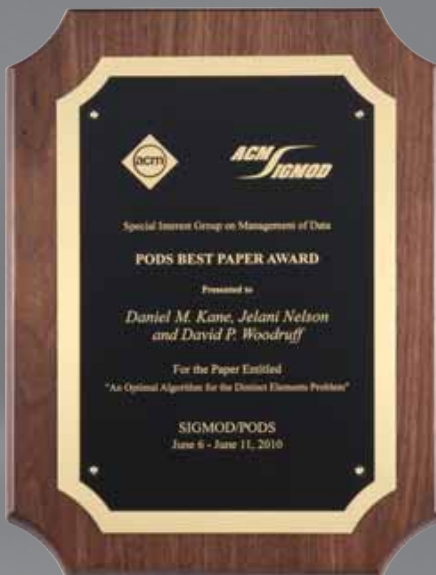 acm
ACM SIGMOD
Special Interest Group on Management of Data
PODS BEST PAPER AWARD
Presented to
Daniel M. Kane, Jelani Nelson
and David P. Woodruff
For the Paper Entitled
"An Optimal Algorithm for the Distinct Elements Problem"
SIGMOD/PODS
June 6 - June 11, 2010